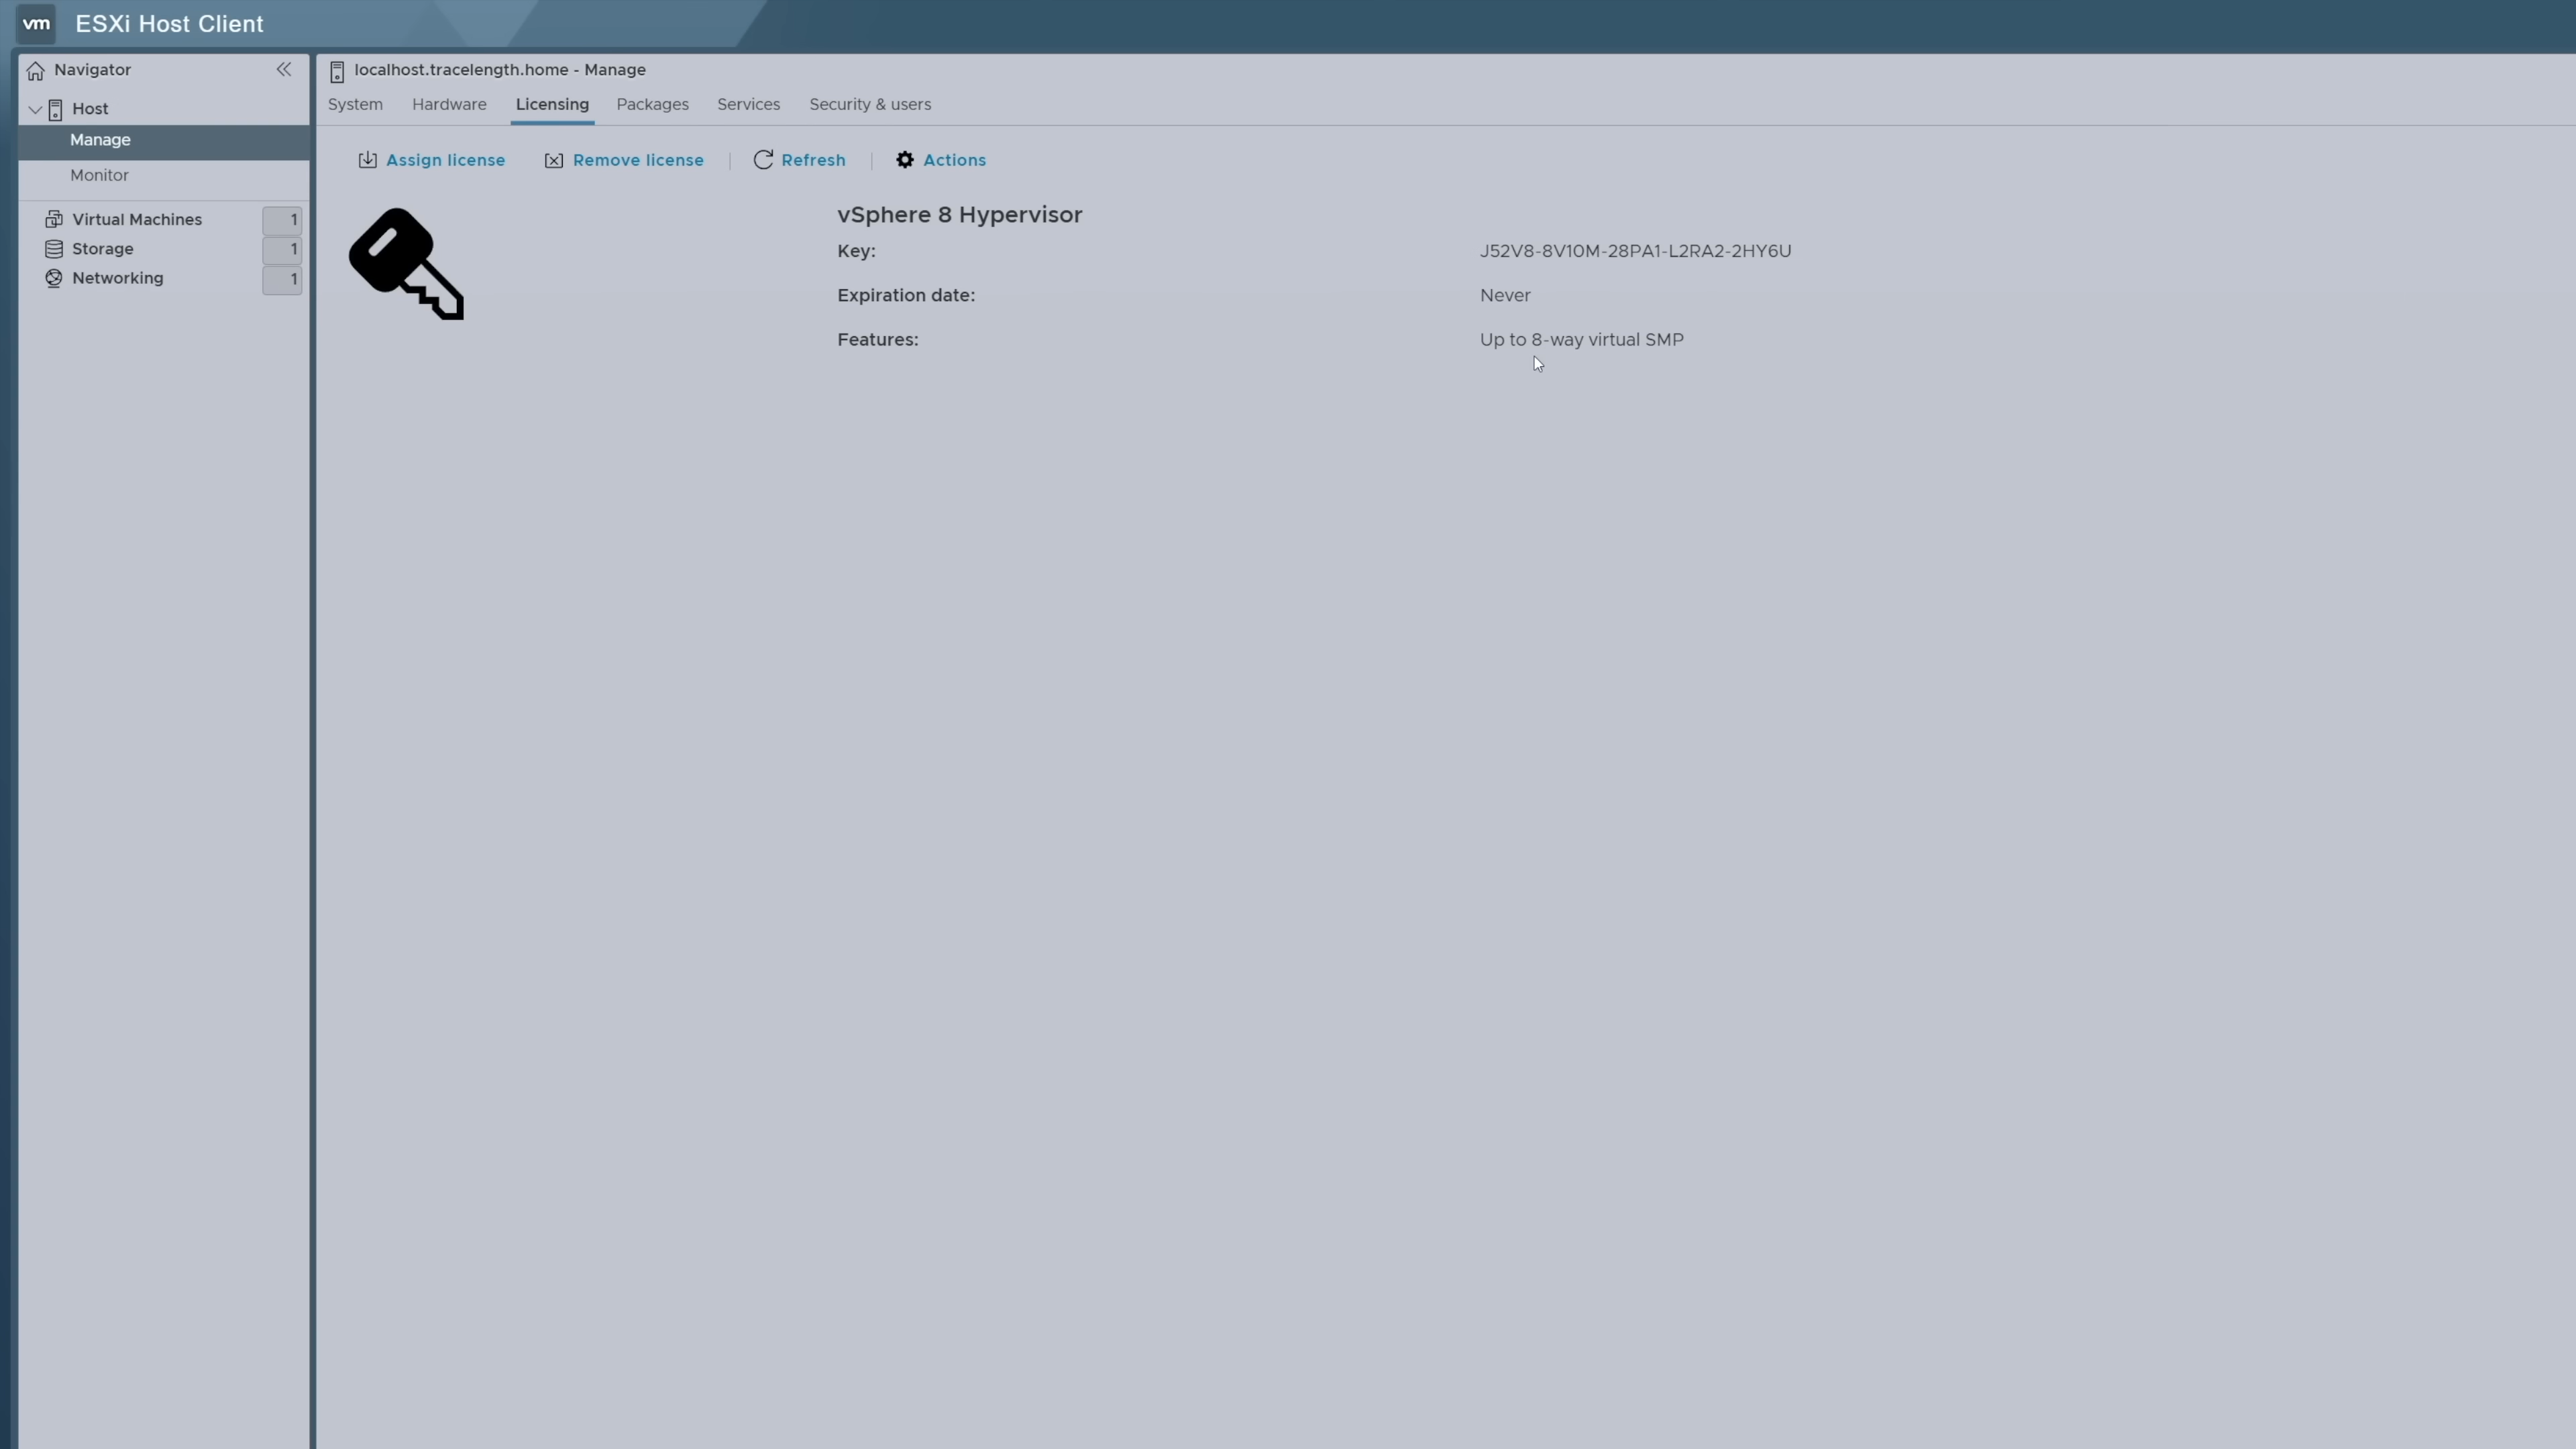 vm ESXi Host Client
Navigator
Host
Manage
Monitor
Virtual Machines 1
Storage 1
Networking 1
localhost.tracelength.home - Manage
System Hardware Licensing Packages Services Security & users
Assign license Remove license Refresh Actions
vSphere 8 Hypervisor
Key: J52V8-8V10M-28PA1-L2RA2-2HY6U
Expiration date: Never
Features: Up to 8-way virtual SMP